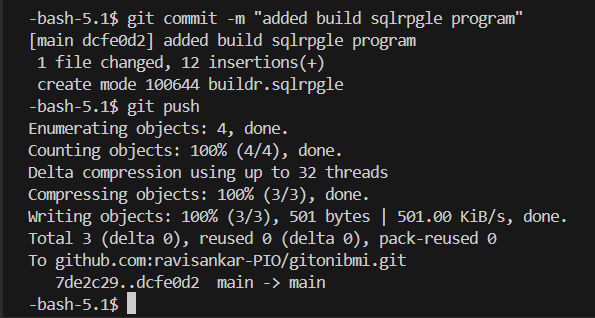 -bash-5.1$ git commit -m "added build sqlrpgle program"
[main dcfe0d2] added build sqlrpgle program
 1 file changed, 12 insertions(+)
 create mode 100644 buildr.sqlrpgle
-bash-5.1$ git push
Enumerating objects: 4, done.
Counting objects: 100% (4/4), done.
Delta compression using up to 32 threads
Compressing objects: 100% (3/3), done.
Writing objects: 100% (3/3), 501 bytes | 501.00 KiB/s, done.
Total 3 (delta 0), reused 0 (delta 0), pack-reused 0
To github.com:ravisankar-PIO/gitonibmi.git
   7de2c29..dcfe0d2  main -> main
-bash-5.1$